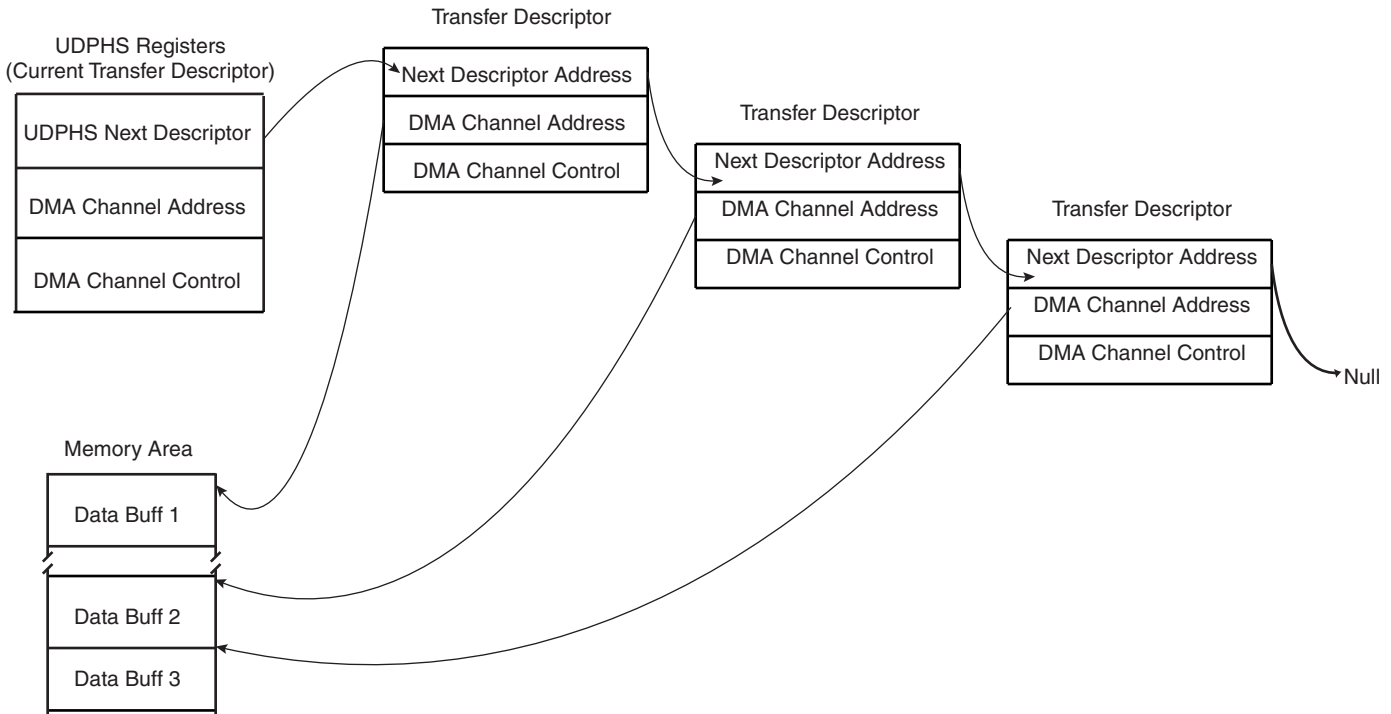 Transfer Descriptor
UDPHS Registers
(Current Transfer Descriptor)
UDPHS Next Descriptor
DMA Channel Address
DMA Channel Control
Next Descriptor Address
DMA Channel Address
DMA Channel Control
Transfer Descriptor
Next Descriptor Address
DMA Channel Address
DMA Channel Control
Transfer Descriptor
Next Descriptor Address
DMA Channel Address
DMA Channel Control
Null
Memory Area
Data Buff 1
Data Buff 2
Data Buff 3